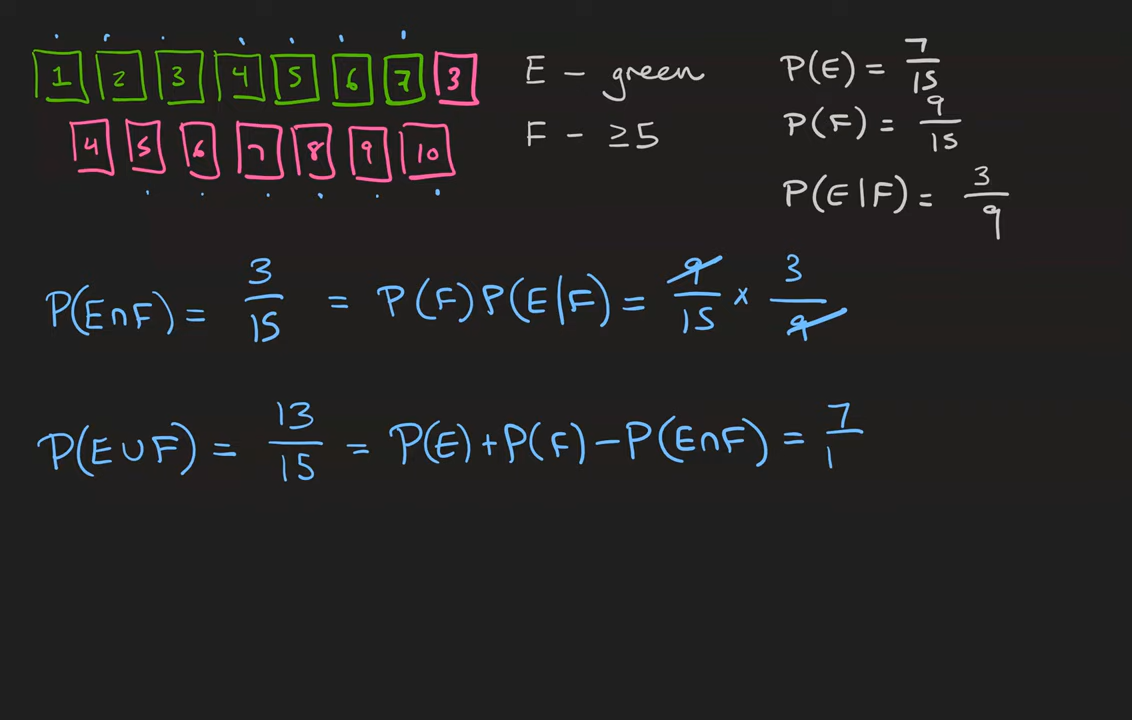 1 2 3 4 5 6 7 3
4 5 6 7 8 9 10
E - green
F - ≥5
P(E) = 7/15
P(F) = 9/15
P(E|F) = 3/9
P(E∩F) = 3/15 = P(F)P(E|F) = 9/15 × 3/9
P(E∪F) = 13/15 = P(E)+P(F)-P(E∩F) = 7/1